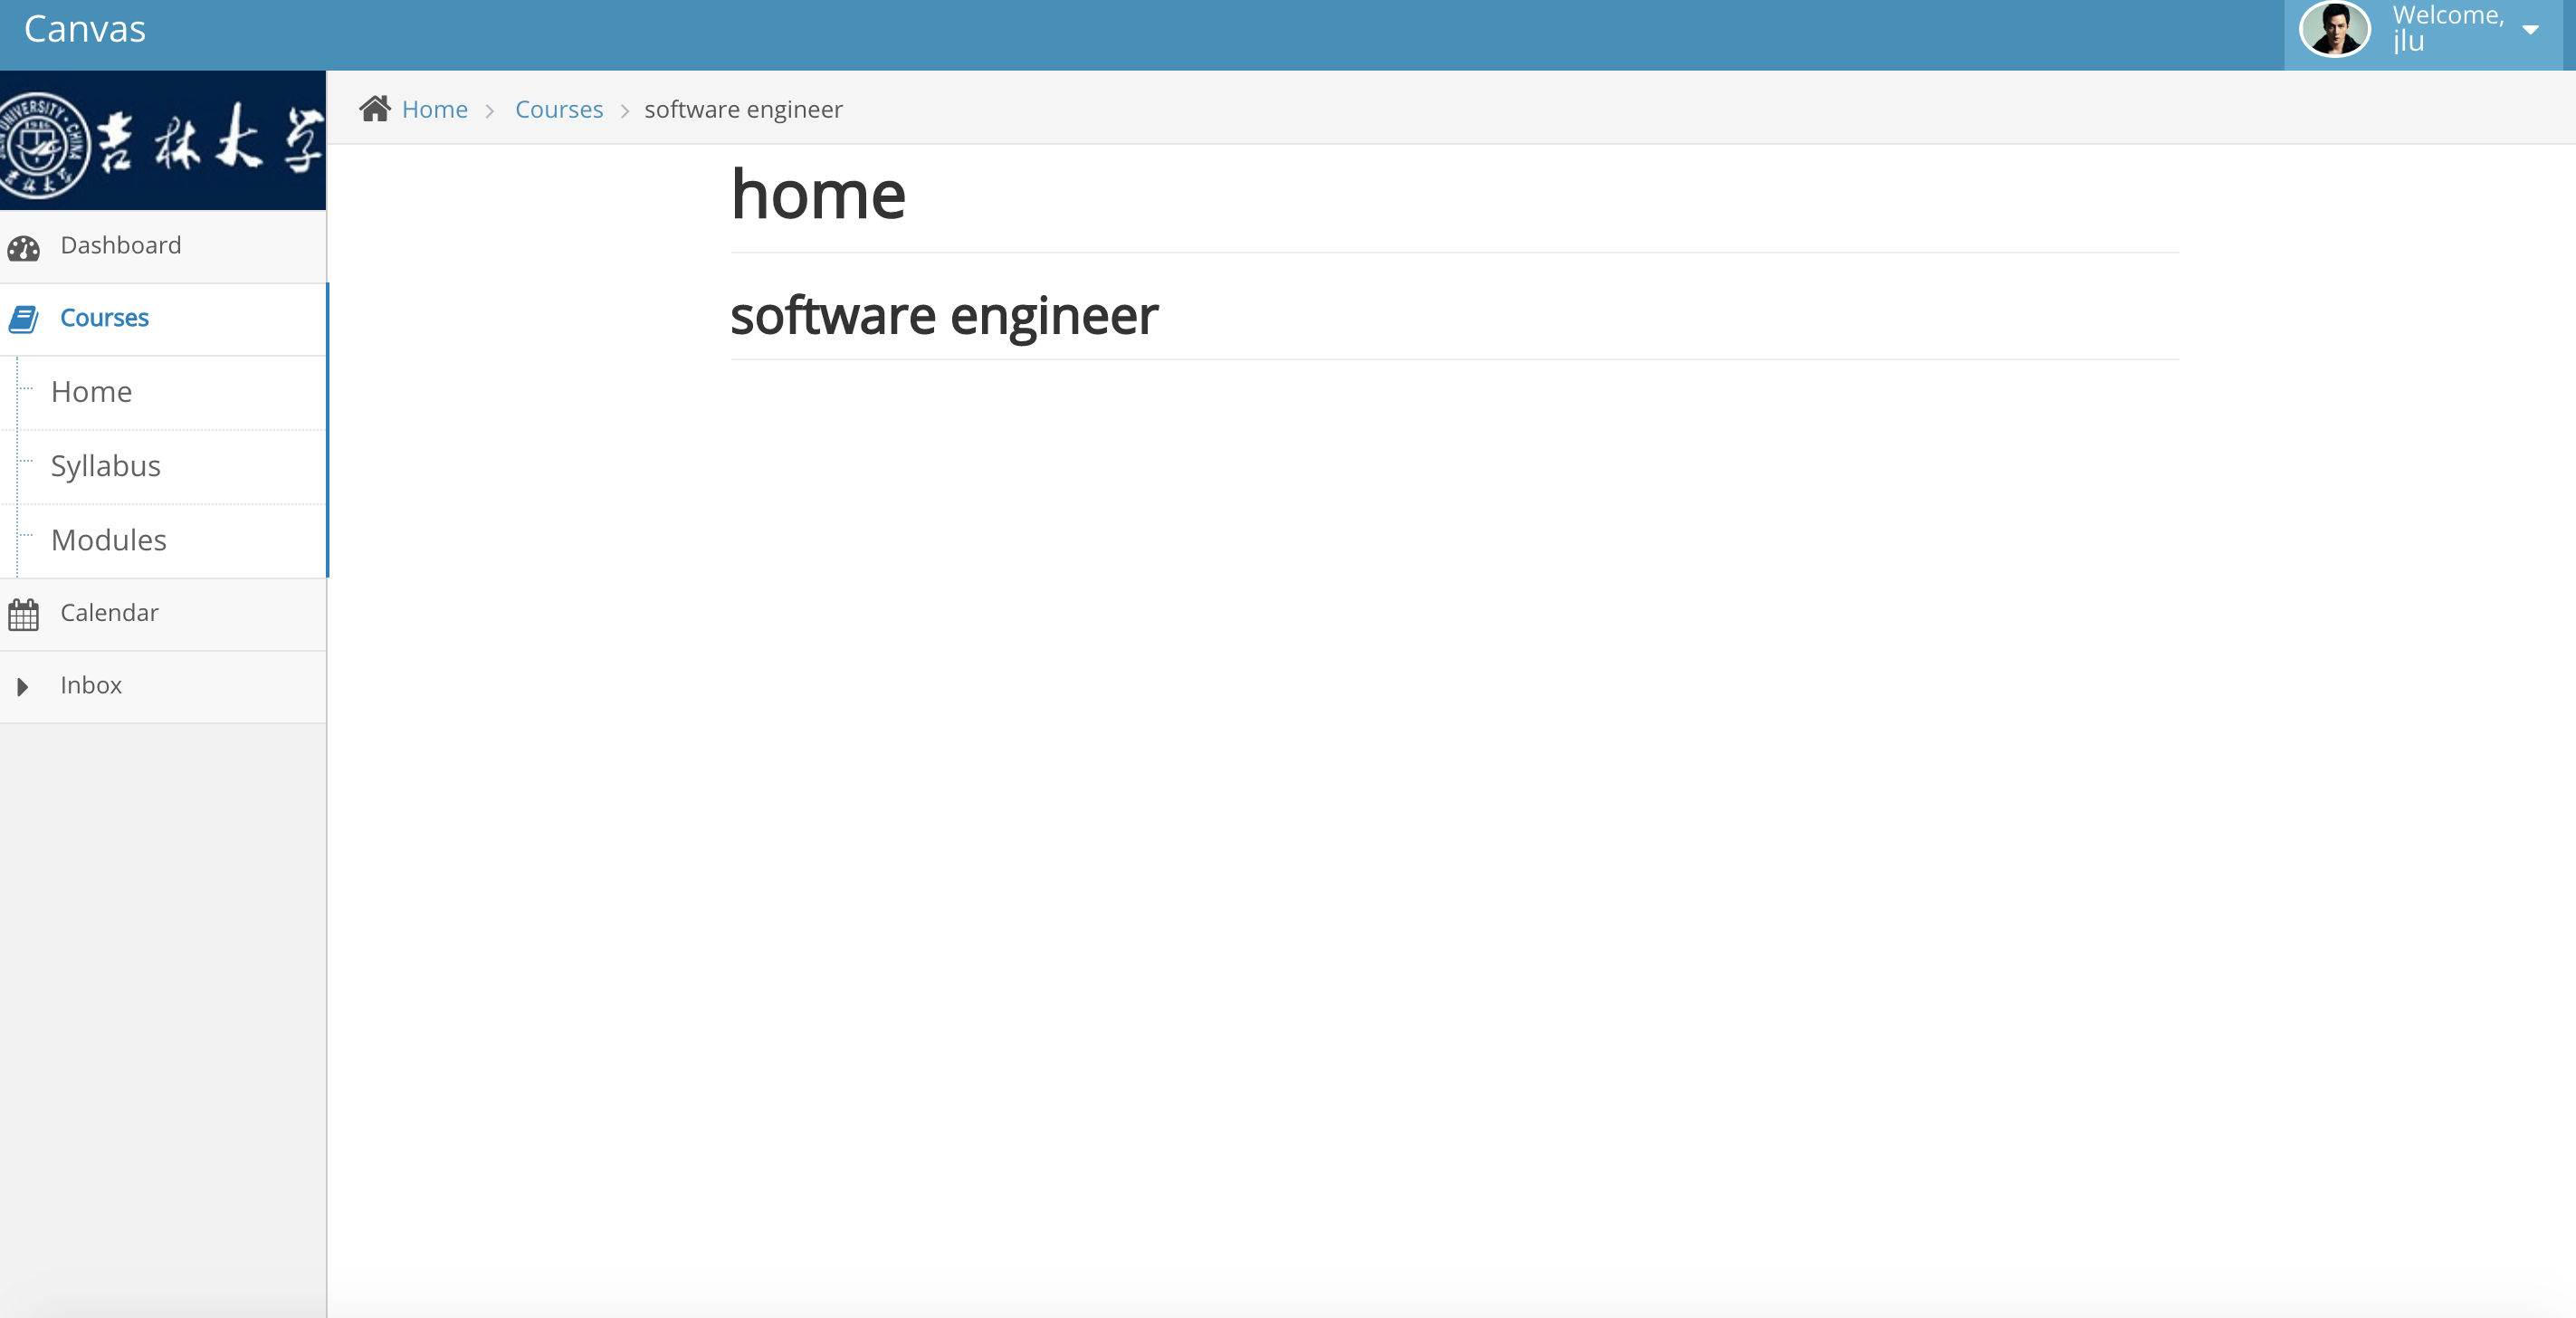 Canvas
Welcome,
jlu
吉林大学
Home
Courses
software engineer
Dashboard
Courses
Home
Syllabus
Modules
Calendar
Inbox
home
software engineer